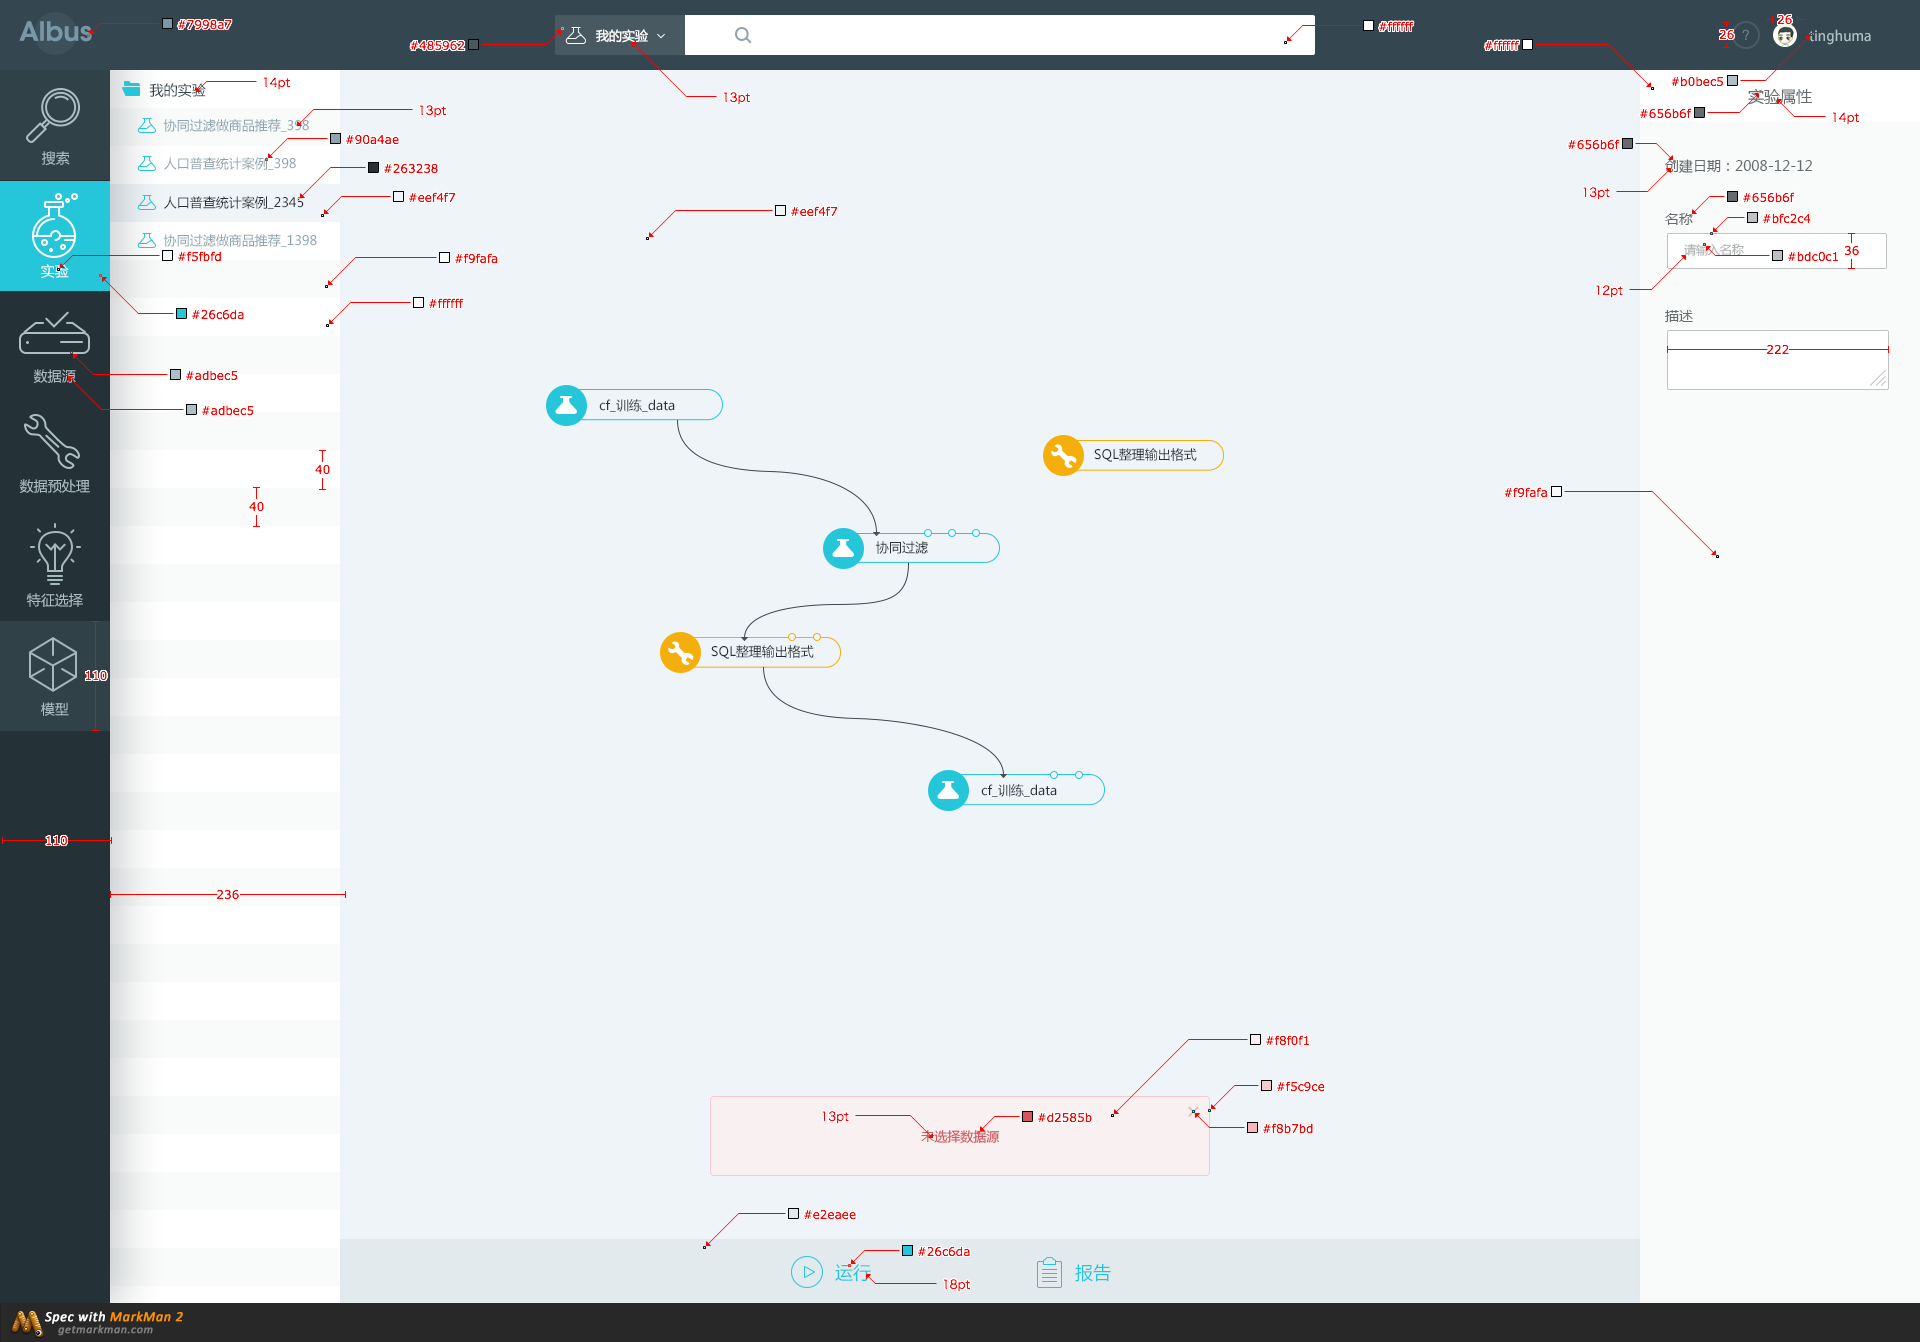 Albus
#7998a7
#485962
我的实验
13pt
#ffffff
#ffffff
26
?
26
tinghuma
#b0bec5
实验属性
#656b6f
14pt
#656b6f
创建日期：2008-12-12
13pt
#656b6f
名称
#bfc2c4
请输入名称
#bdc0c1
36
12pt
描述
222
#f9fafa
搜索
实验
#f5fbfd
#26c6da
数据源
#adbec5
#adbec5
数据预处理
特征选择
模型
110
110
我的实验
14pt
协同过滤做商品推荐_398
13pt
#90a4ae
人口普查统计案例_398
#263238
人口普查统计案例_2345
#eef4f7
协同过滤做商品推荐_1398
#f9fafa
#ffffff
40
40
236
#eef4f7
cf_训练_data
SQL整理输出格式
协同过滤
SQL整理输出格式
cf_训练_data
#f8f0f1
#f5c9ce
13pt
#d2585b
#f8b7bd
未选择数据源
#e2eaee
#26c6da
运行
18pt
报告
Spec with MarkMan 2
getmarkman.com